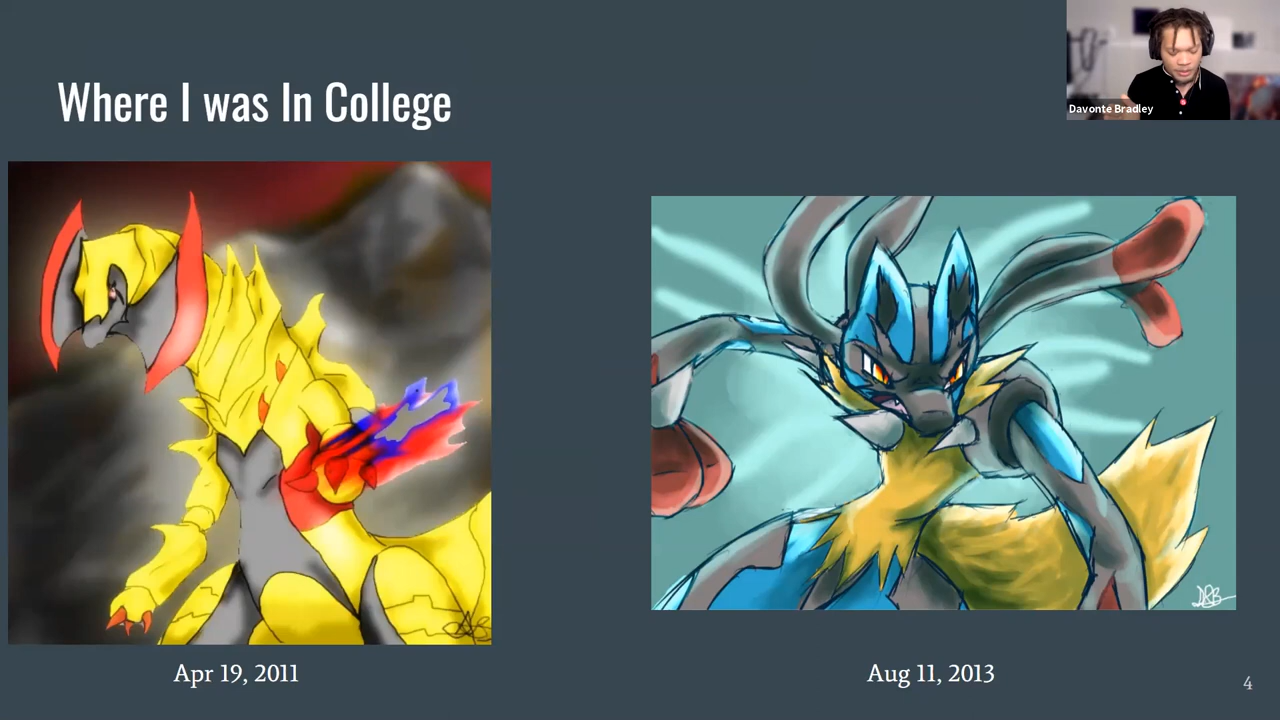 Where I was In College
Davonte Bradley
Apr 19, 2011
Aug 11, 2013
4